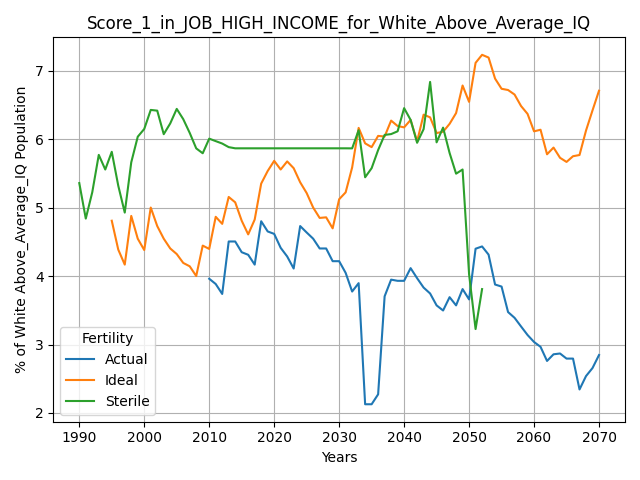 Score_1_in_JOB_HIGH_INCOME_for_White_Above_Average_IQ
% of White Above_Average_IQ Population
7
6
5
4
3
2
Fertility
Actual
Ideal
Sterile
1990 2000 2010 2020 2030 2040 2050 2060 2070
Years